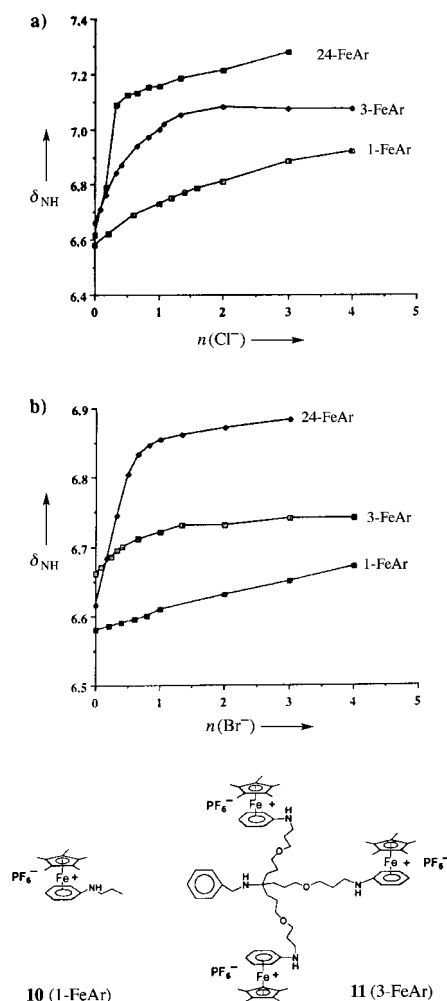 a)
7.4
7.2
7.0
6.8
6.6
6.4
δNH
24-FeAr
3-FeAr
1-FeAr
0 1 2 3 4 5
n(Cl⁻)
b)
6.9
6.8
6.7
6.6
6.5
δNH
24-FeAr
3-FeAr
1-FeAr
0 1 2 3 4 5
n(Br⁻)
PF₆⁻
Fe +
NH
10 (1-FeAr)
PF₆⁻
Fe +
H
N
O
H
N
O
N
H
Fe +
PF₆⁻
O
N
H
PF₆⁻
Fe +
11 (3-FeAr)